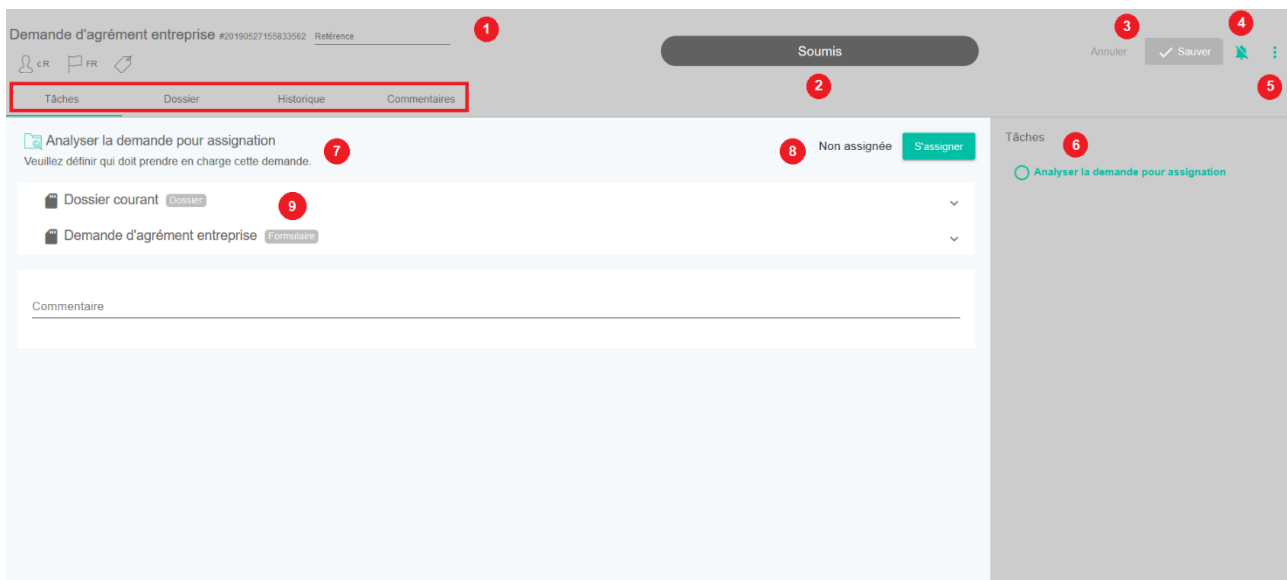 Demande d'agrément entreprise #20190527155833562 Reférence
1
c R FR
Soumis
2
3
4
Annuler Sauver
5
Tâches Dossier Historique Commentaires
Analyser la demande pour assignation
7
Veuillez définir qui doit prendre en charge cette demande.
8
Non assignée S'assigner
Dossier courant Dossier
9
Demande d'agrément entreprise Formulaire
Commentaire
Tâches
6
Analyser la demande pour assignation